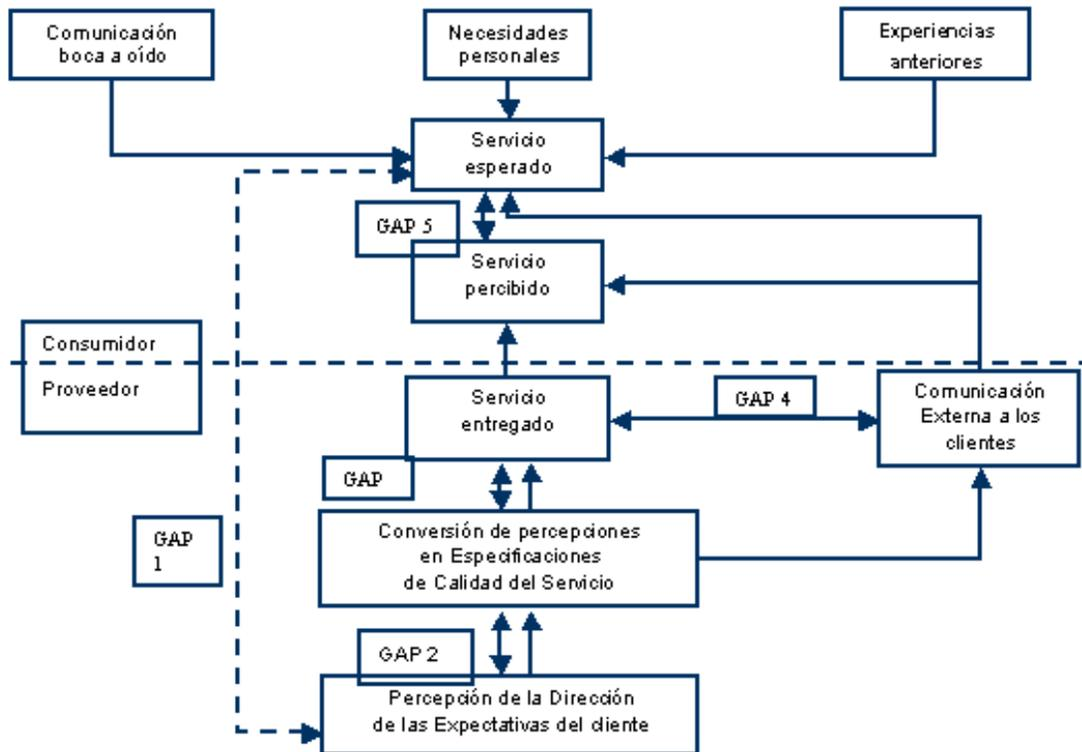 Comunicación
boca a oído
Necesidades
personales
Experiencias
anteriores
Servicio
esperado
GAP 5
Servicio
percibido
Consumidor
Proveedor
Servicio
entregado
GAP 4
Comunicación
Externa a los
clientes
GAP
Conversión de percepciones
en Especificaciones
de Calidad del Servicio
GAP
1
GAP 2
Percepción de la Dirección
de las Expectativas del cliente